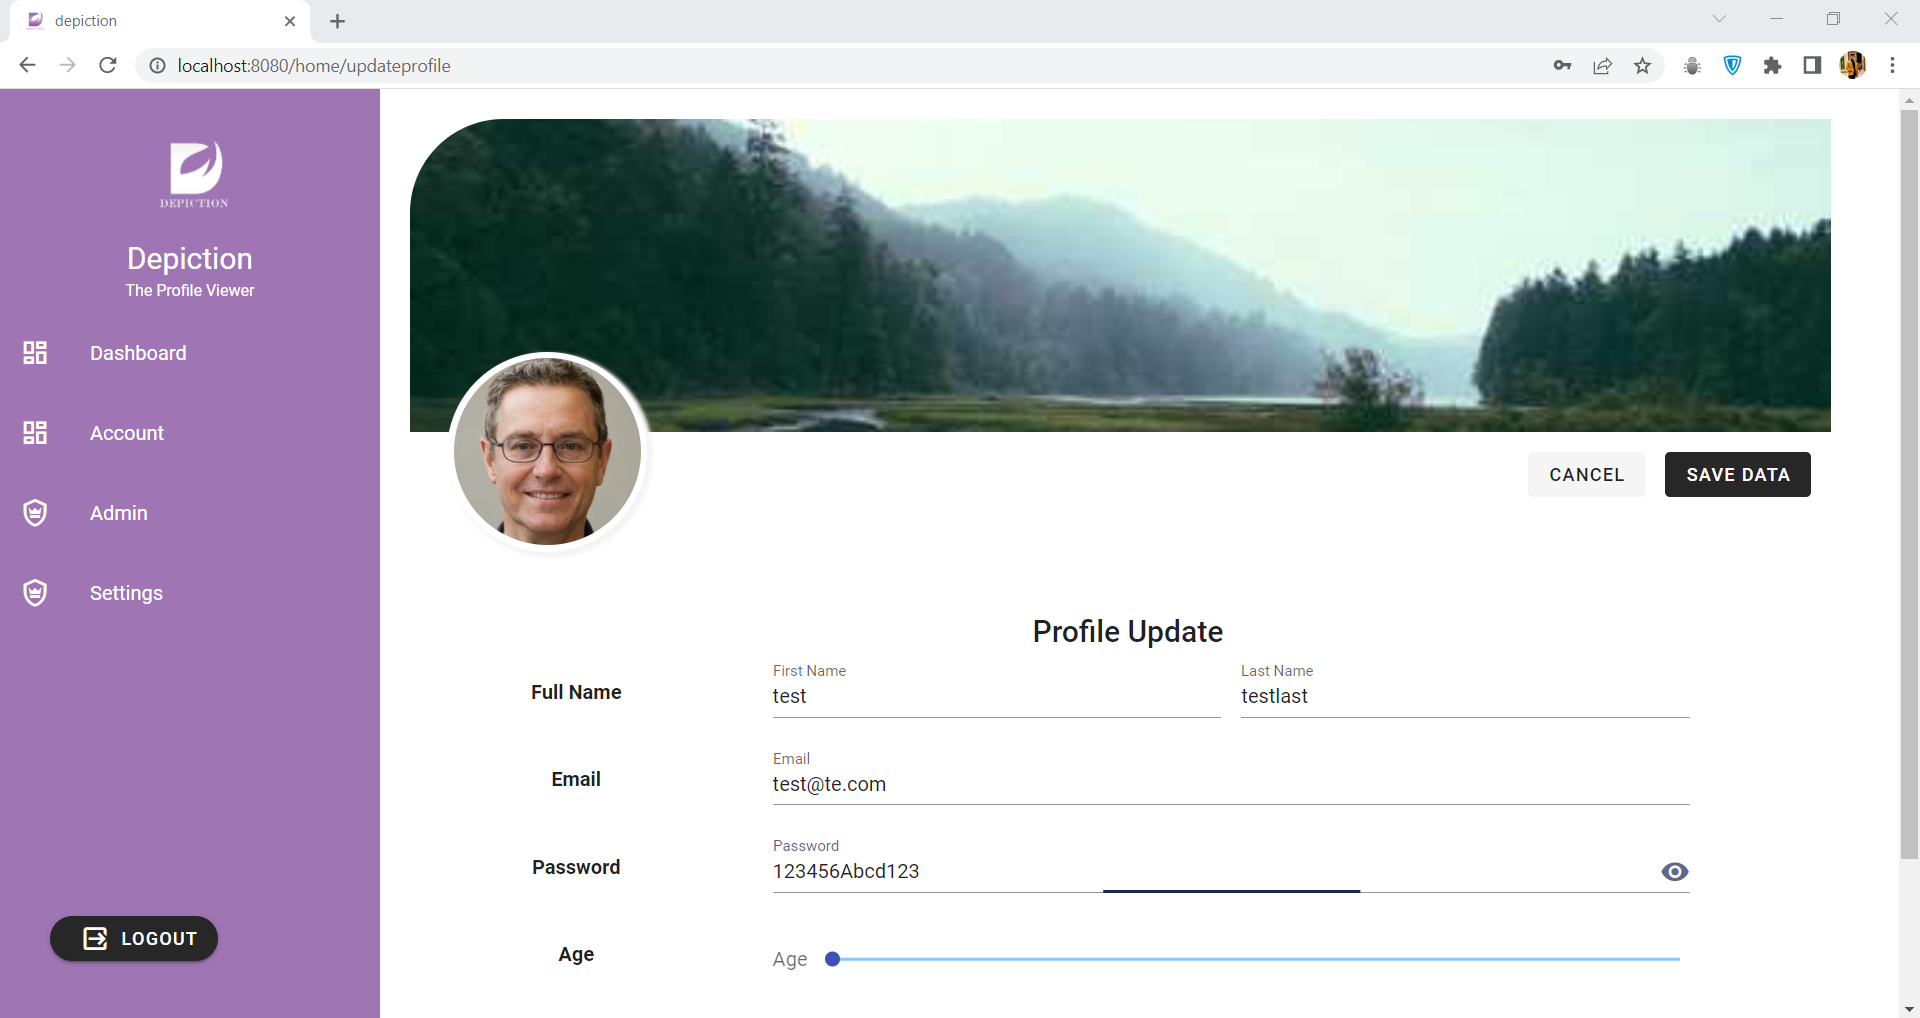 depiction
localhost:8080/home/updateprofile
DEPICTION
Depiction
The Profile Viewer
Dashboard
Account
Admin
Settings
LOGOUT
CANCEL
SAVE DATA
Profile Update
Full Name
First Name
test
Last Name
testlast
Email
Email
test@te.com
Password
Password
123456Abcd123
Age
Age